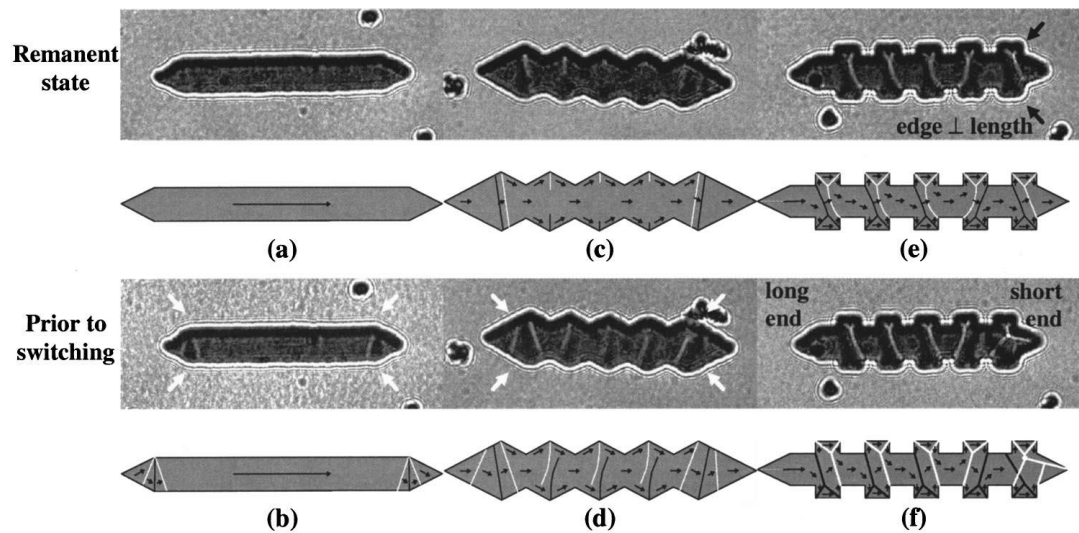 Remanent
state
edge ⊥ length
(a)
(c)
(e)
Prior to
switching
long
end
short
end
(b)
(d)
(f)